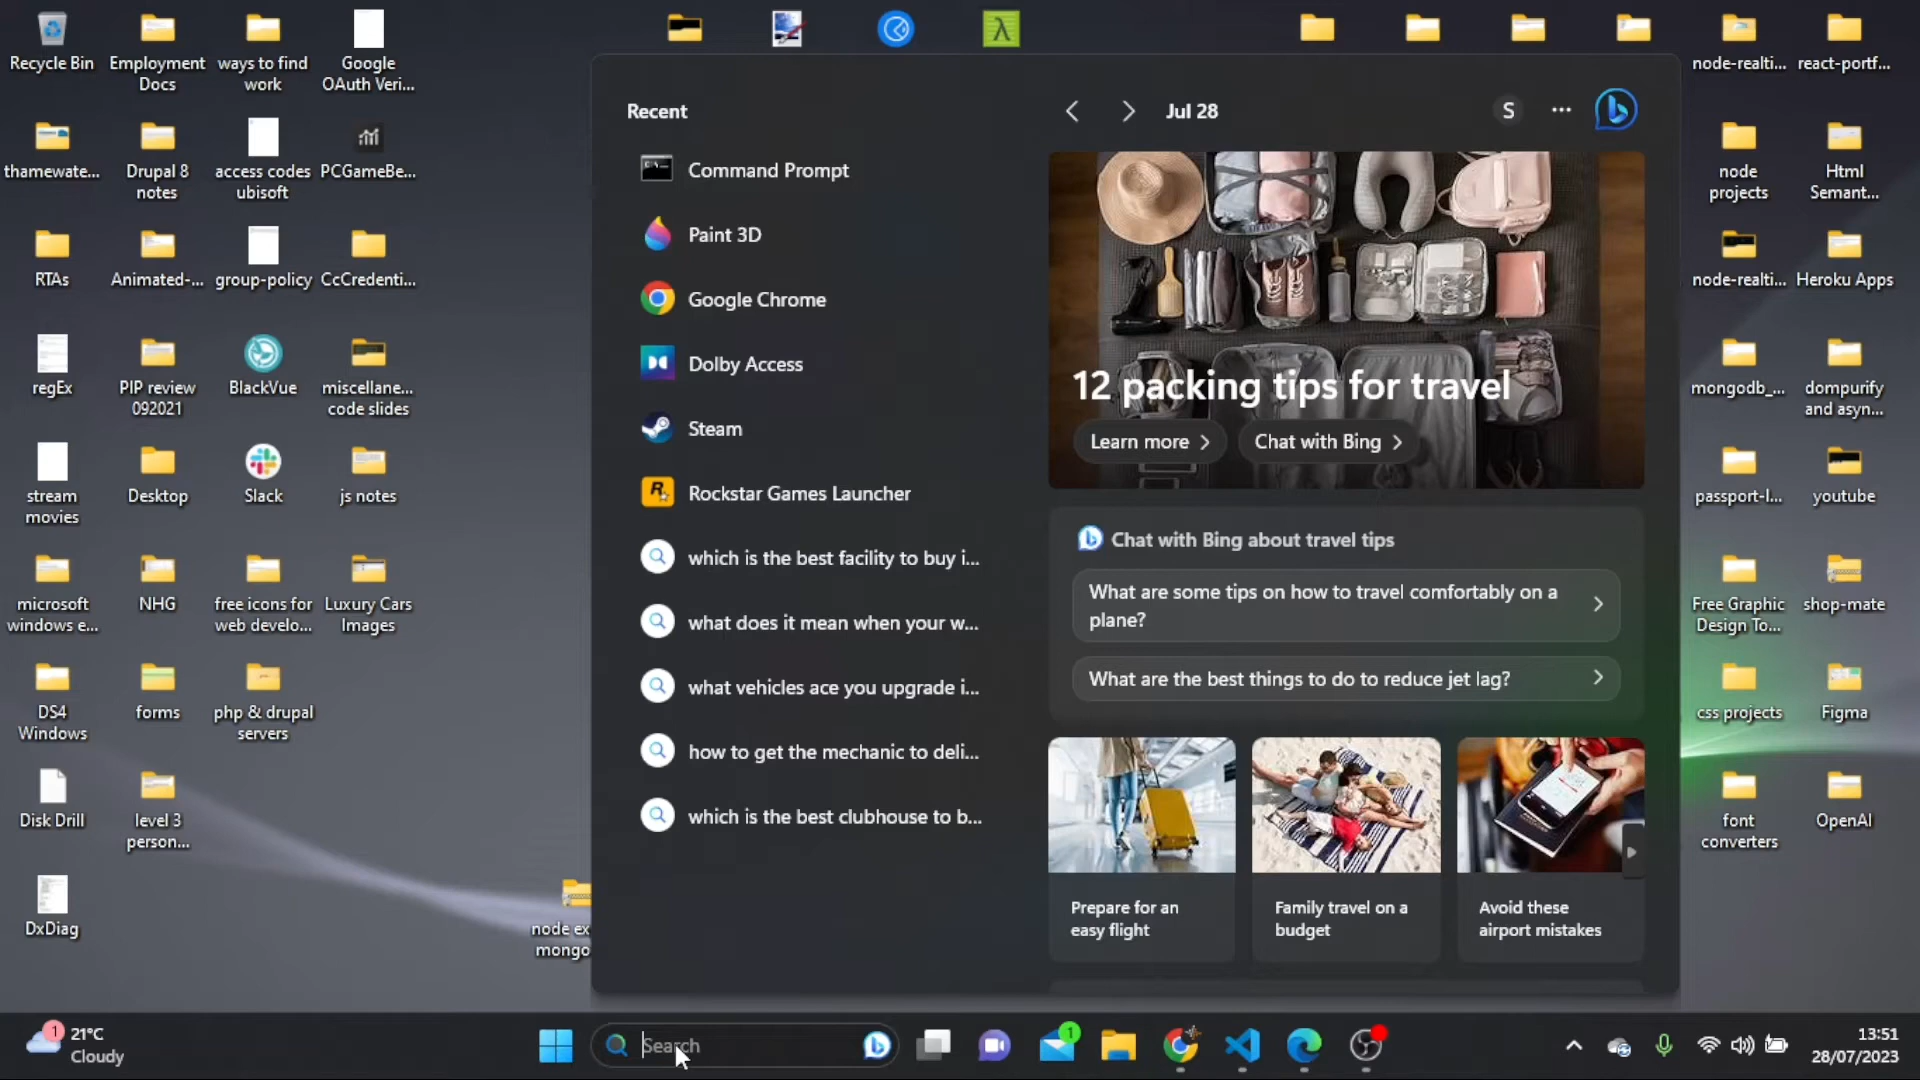 Recycle Bin
Employment
Docs
ways to find
work
Google
OAuth Veri...
node-realti...
react-portf...
thamewate...
Drupal 8
notes
access codes
ubisoft
PCGameBe...
node
projects
Html
Semant...
RTAs
Animated-...
group-policy
CcCredenti...
node-realti...
Heroku Apps
regEx
PIP review
092021
BlackVue
miscellane...
code slides
mongodb_...
dompurify
and asyn...
stream
movies
Desktop
Slack
js notes
passport-l...
youtube
microsoft
windows e...
NHG
free icons for
web develo...
Luxury Cars
Images
Free Graphic
Design To...
shop-mate
DS4
Windows
forms
php & drupal
servers
css projects
Figma
Disk Drill
level 3
person...
font
converters
OpenAI
DxDiag
node ex
mongo
Recent
Command Prompt
Paint 3D
Google Chrome
Dolby Access
Steam
Rockstar Games Launcher
which is the best facility to buy i...
what does it mean when your w...
what vehicles ace you upgrade i...
how to get the mechanic to deli...
which is the best clubhouse to b...
Jul 28
S
12 packing tips for travel
Learn more
Chat with Bing
Chat with Bing about travel tips
What are some tips on how to travel comfortably on a
plane?
What are the best things to do to reduce jet lag?
Prepare for an
easy flight
Family travel on a
budget
Avoid these
airport mistakes
1
21°C
Cloudy
Search
1
13:51
28/07/2023